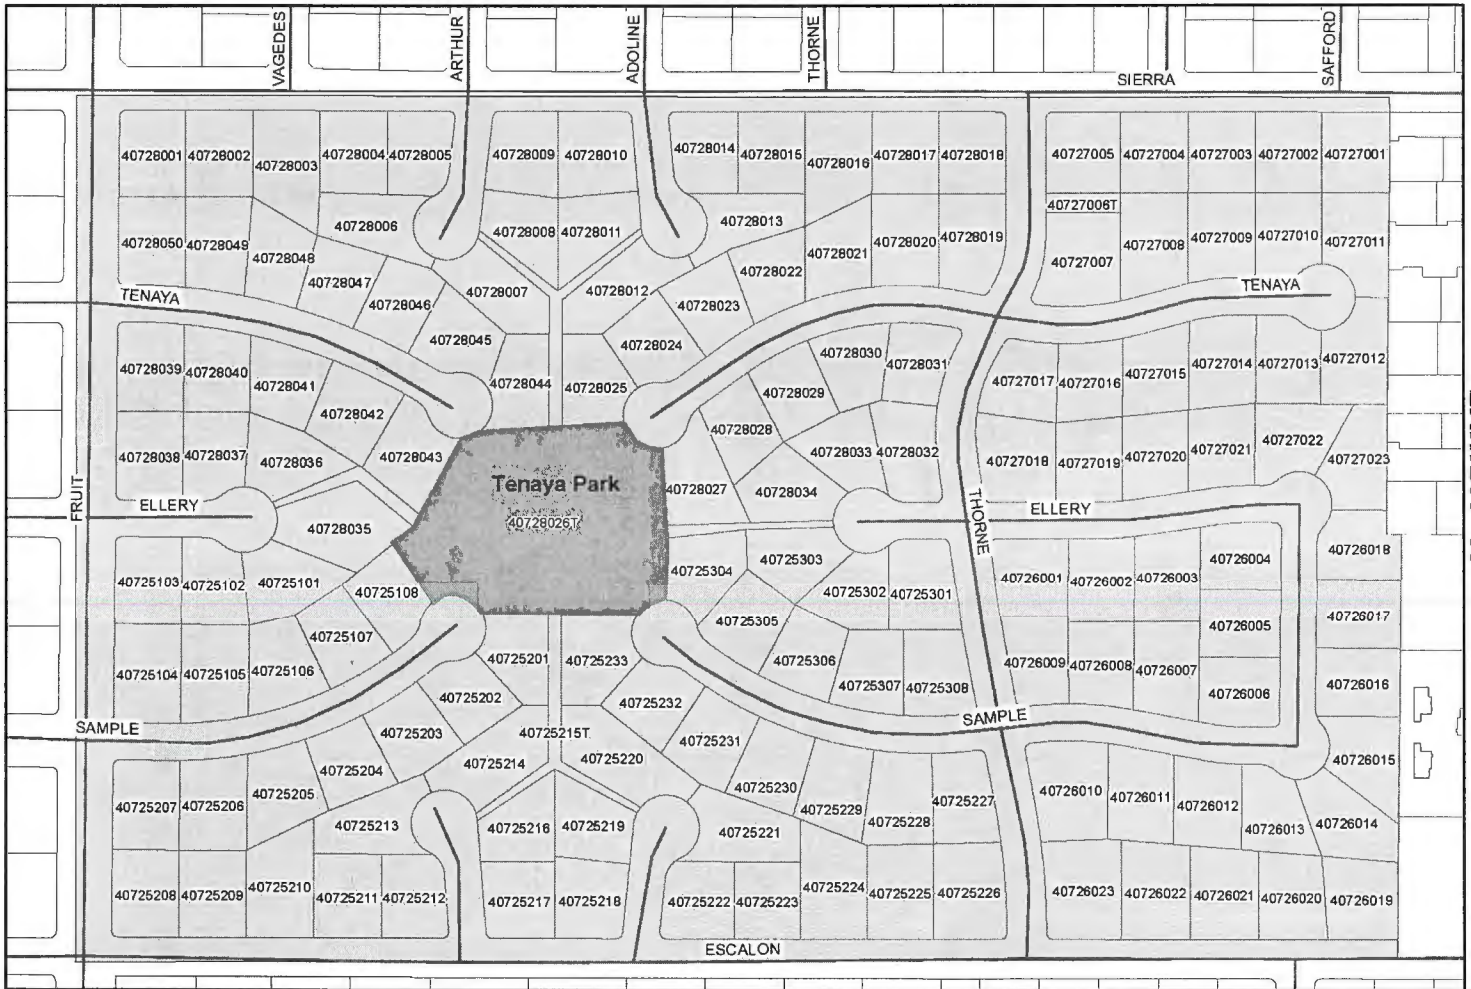 VAGEDES
ARTHUR
ADOLINE
THORNE
SAFFORD
SIERRA
40728001 40728002 40728003 40728004 40728005 40728009 40728010 40728014 40728015 40728016 40728017 40728018 40727005 40727004 40727003 40727002 40727001
40727006T
40728050 40728049 40728048 40728006 40728008 40728011 40728013 40728021 40728020 40728019 40727007 40727008 40727009 40727010 40727011
40728047 40728046 40728007 40728012 40728023 40728022
TENAYA
TENAYA
40728045 40728024
40728039 40728040 40728041 40728042 40728044 40728025 40728029 40728030 40728031 40727017 40727016 40727015 40727014 40727013 40727012
40728038 40728037 40728036 40728043 40728028 40728033 40728032 40727018 40727019 40727020 40727021 40727022 40727023
Tenaya Park
40728026T
40728027 40728034
FRUIT
ELLERY
THORNE
ELLERY
40728035
40725103 40725102 40725101 40725108 40725304 40725303 40725302 40725301 40726001 40726002 40726003 40726004 40726018
40725107 40725305 40726005 40726017
40725104 40725105 40725106 40725201 40725233 40725306 40725307 40725308 40726009 40726008 40726007 40726006 40726016
40725202 40725232
SAMPLE
SAMPLE
40725203 40725215T 40725231
40725204 40725214 40725220 40726015
40725207 40725206 40725205 40725230 40725229 40725228 40725227 40726010 40726011 40726012 40726013 40726014
40725213 40725216 40725219 40725221
40725208 40725209 40725210 40725211 40725212 40725217 40725218 40725222 40725223 40725224 40725225 40725226 40726023 40726022 40726021 40726020 40726019
ESCALON